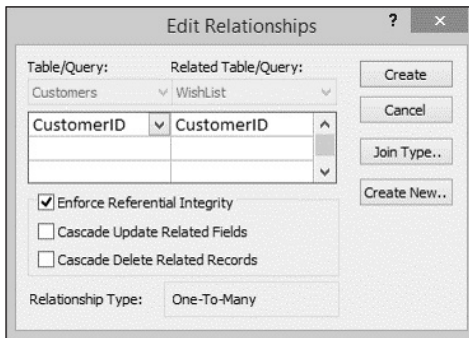 Edit Relationships
?
×
Table/Query:
Related Table/Query:
Create
Customers
WishList
Cancel
CustomerID
CustomerID
Join Type..
Create New..
Enforce Referential Integrity
Cascade Update Related Fields
Cascade Delete Related Records
Relationship Type:
One-To-Many